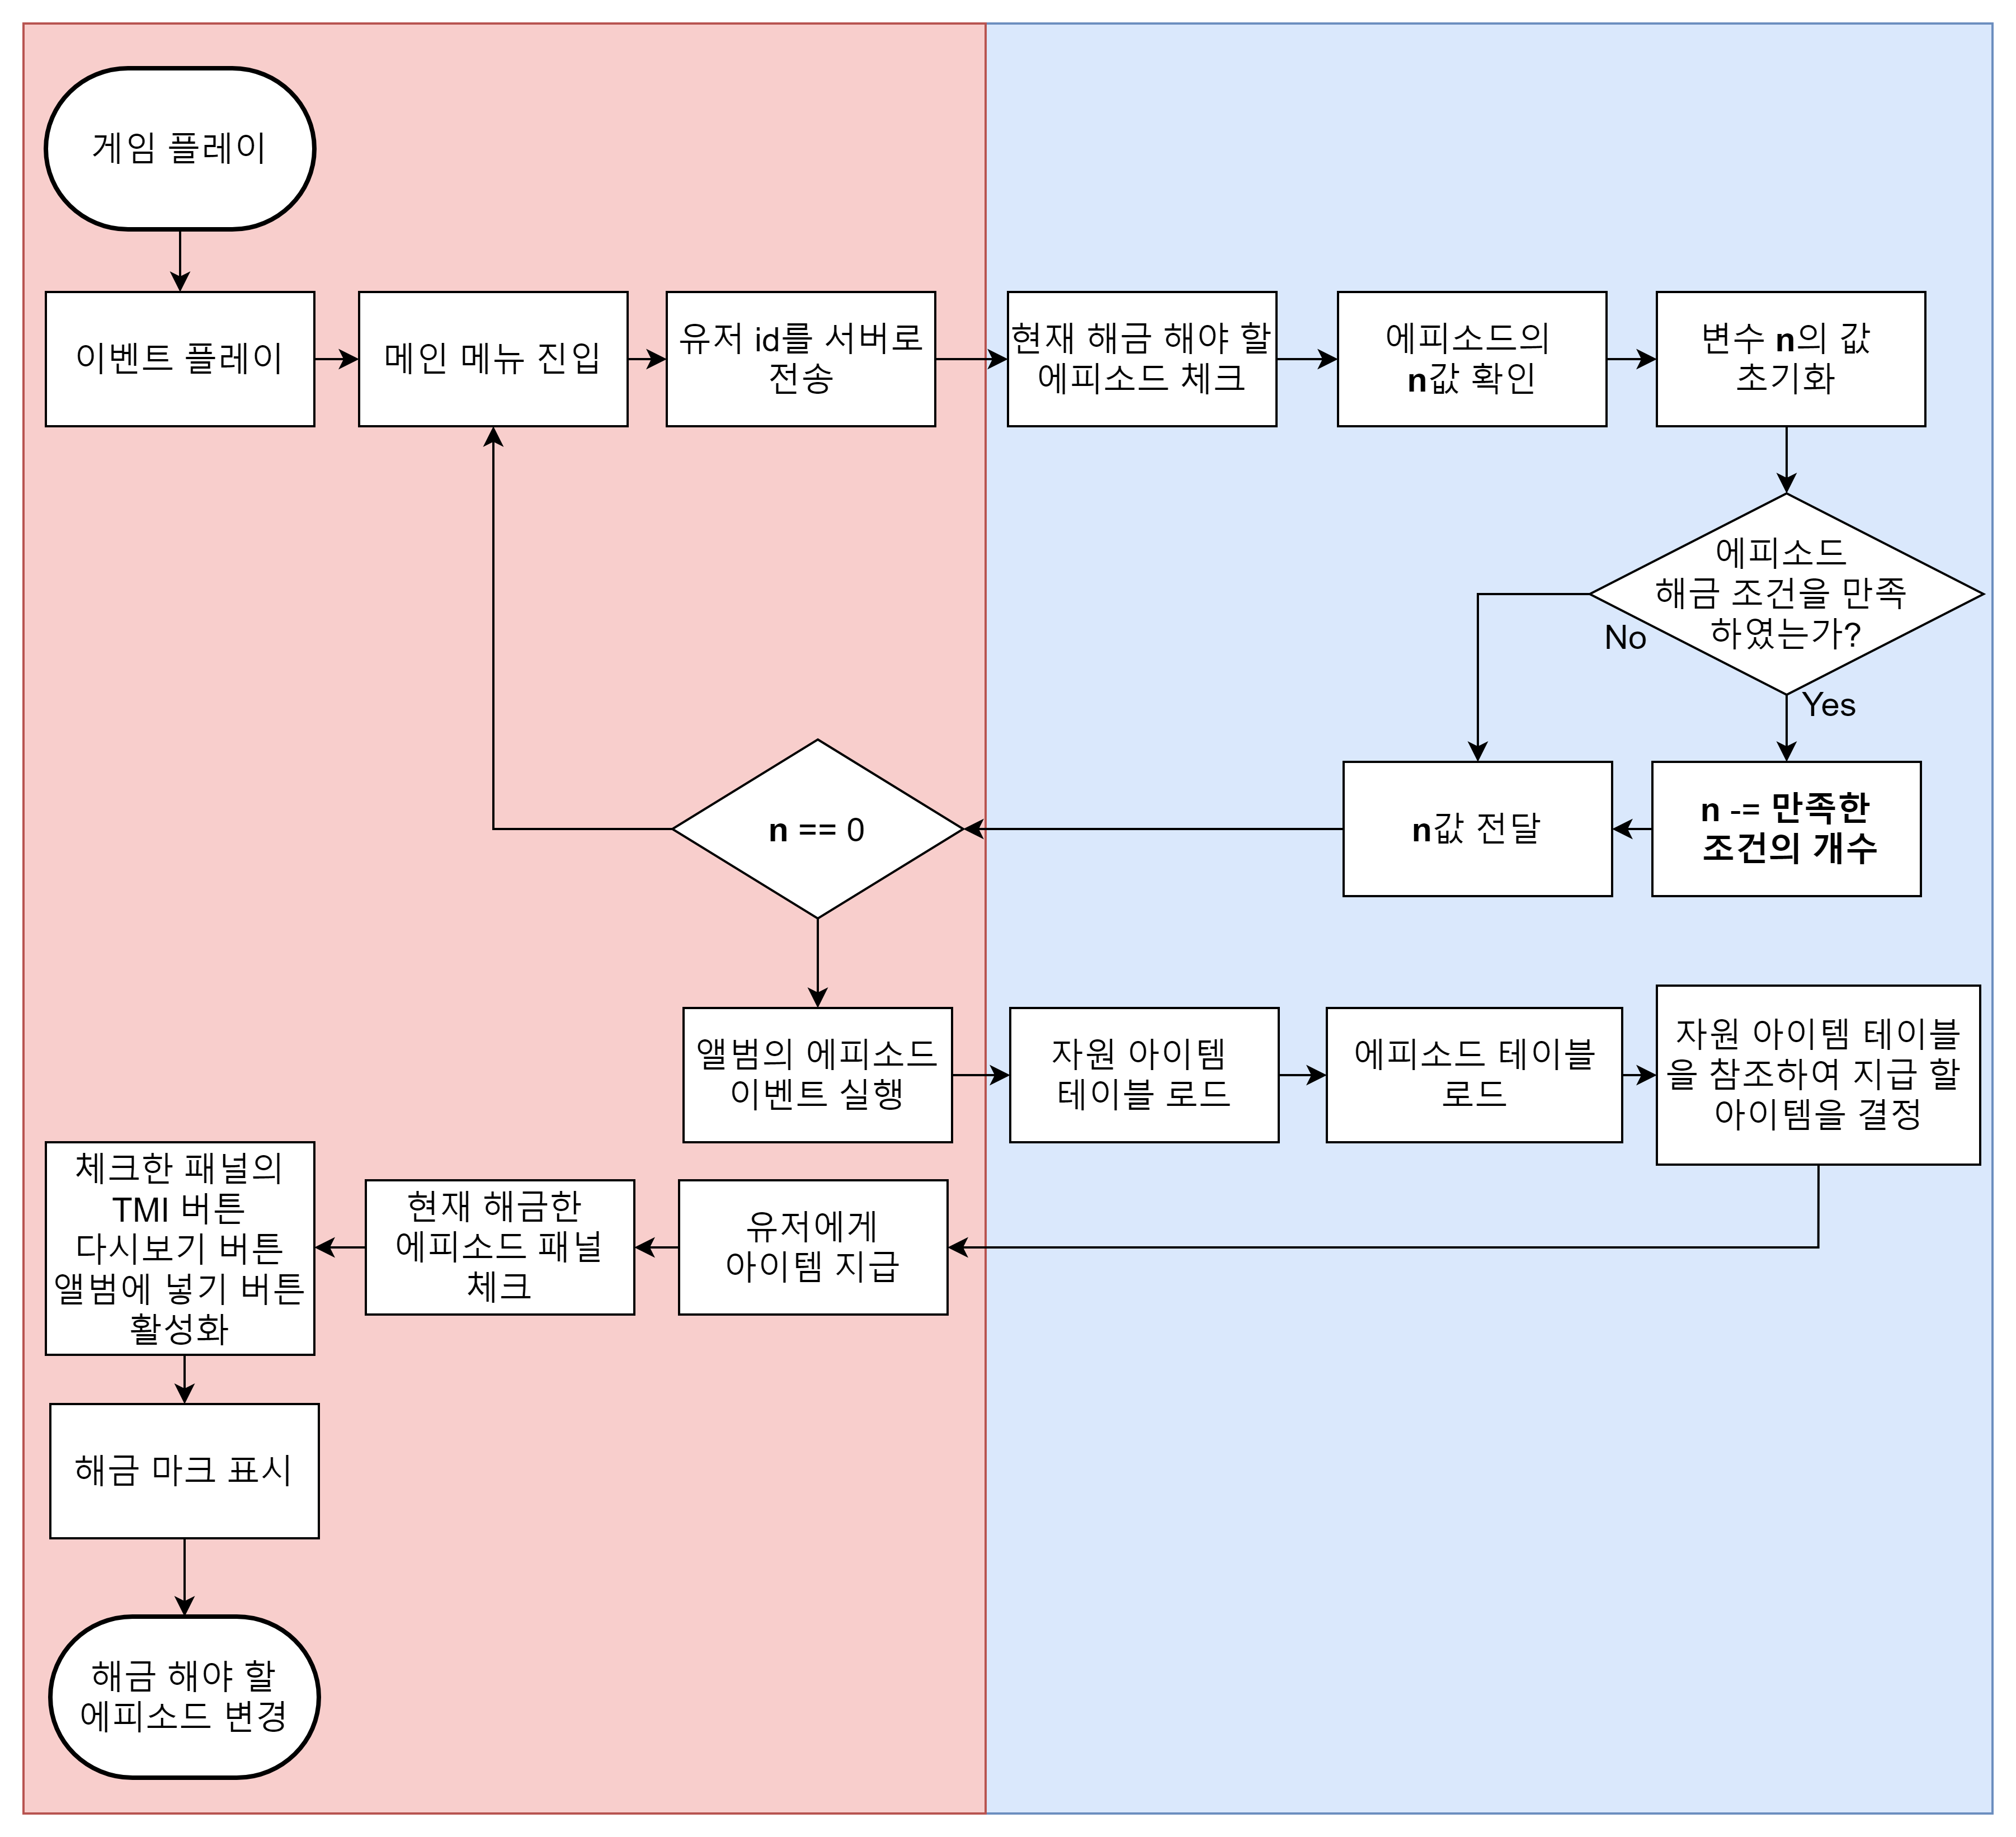 게임 플레이
이벤트 플레이
메인 메뉴 진입
유저 id를 서버로
전송
현재 해금 해야 할
에피소드 체크
에피소드의
n값 확인
변수 n의 값
초기화
에피소드
해금 조건을 만족
하였는가?
No
Yes
n -= 만족한
조건의 개수
n값 전달
n == 0
앨범의 에피소드
이벤트 실행
자원 아이템
테이블 로드
에피소드 테이블
로드
자원 아이템 테이블
을 참조하여 지급 할
아이템을 결정
유저에게
아이템 지급
현재 해금한
에피소드 패널
체크
체크한 패널의
TMI 버튼
다시보기 버튼
앨범에 넣기 버튼
활성화
해금 마크 표시
해금 해야 할
에피소드 변경